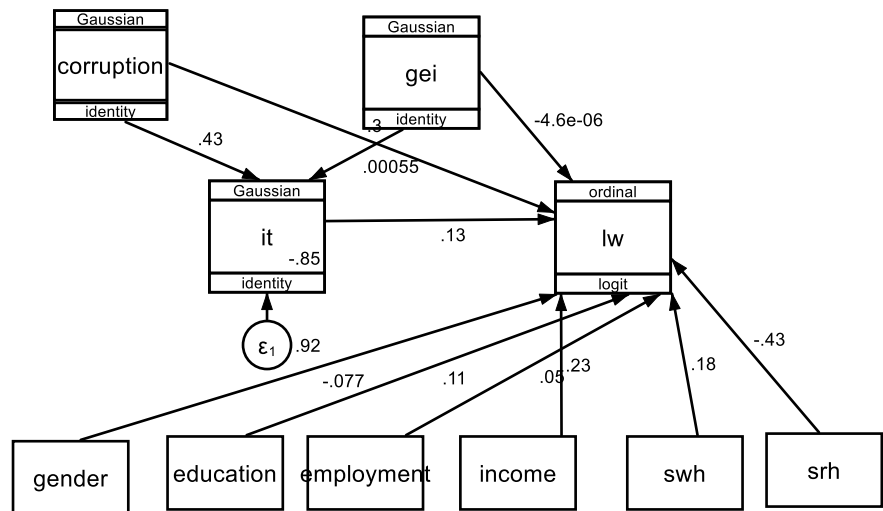 Gaussian
corruption
identity
Gaussian
gei
identity
.43
.3
.00055
-4.6e-06
Gaussian
it
-.85
identity
.13
ordinal
lw
logit
ε1
.92
-.077
.11
.05
.23
.18
-.43
gender
education
employment
income
swh
srh